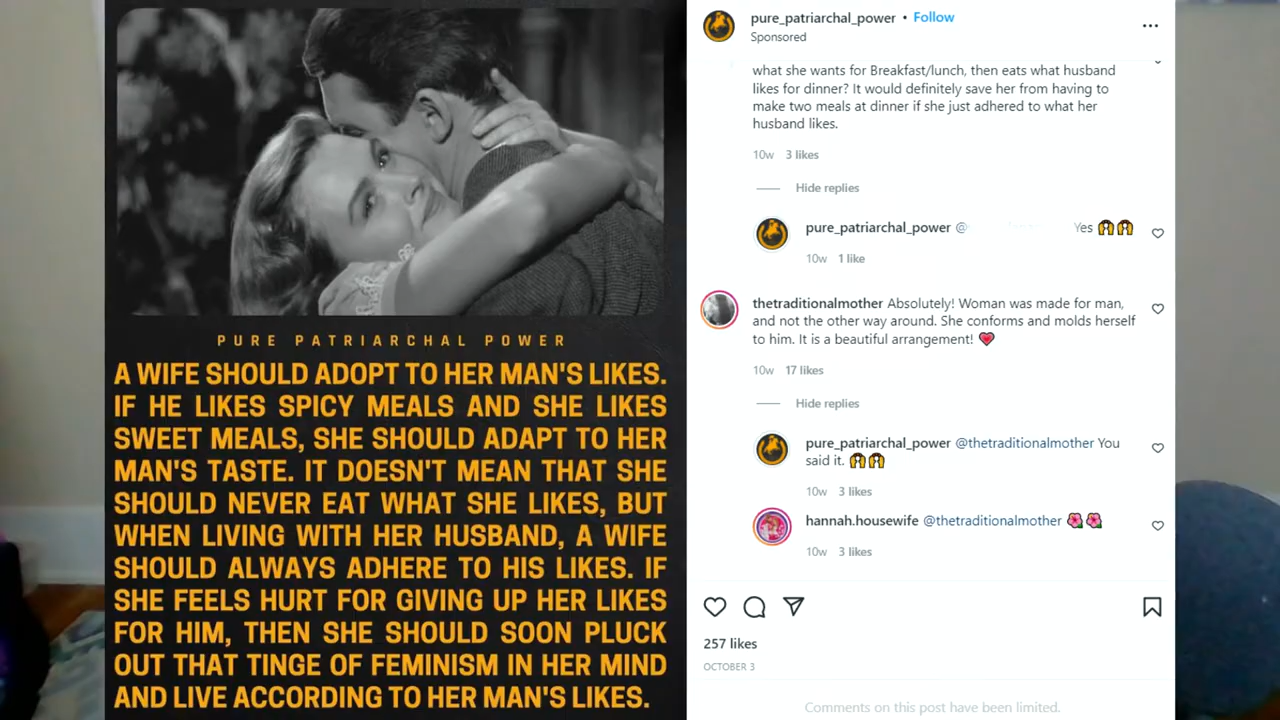 PURE PATRIARCHAL POWER
A WIFE SHOULD ADOPT TO HER MAN'S LIKES.
IF HE LIKES SPICY MEALS AND SHE LIKES
SWEET MEALS, SHE SHOULD ADAPT TO HER
MAN'S TASTE. IT DOESN'T MEAN THAT SHE
SHOULD NEVER EAT WHAT SHE LIKES, BUT
WHEN LIVING WITH HER HUSBAND, A WIFE
SHOULD ALWAYS ADHERE TO HIS LIKES. IF
SHE FEELS HURT FOR GIVING UP HER LIKES
FOR HIM, THEN SHE SHOULD SOON PLUCK
OUT THAT TINGE OF FEMINISM IN HER MIND
AND LIVE ACCORDING TO HER MAN'S LIKES.
pure_patriarchal_power • Follow
Sponsored
what she wants for Breakfast/lunch, then eats what husband
likes for dinner? It would definitely save her from having to
make two meals at dinner if she just adhered to what her
husband likes.
10w 3 likes
Hide replies
pure_patriarchal_power @ Yes 🙌🙌
10w 1 like
thetraditionalmother Absolutely! Woman was made for man,
and not the other way around. She conforms and molds herself
to him. It is a beautiful arrangement! 💗
10w 17 likes
Hide replies
pure_patriarchal_power @thetraditionalmother You
said it. 🙌🙌
10w 3 likes
hannah.housewife @thetraditionalmother 🌺🌺
10w 3 likes
257 likes
OCTOBER 3
Comments on this post have been limited.